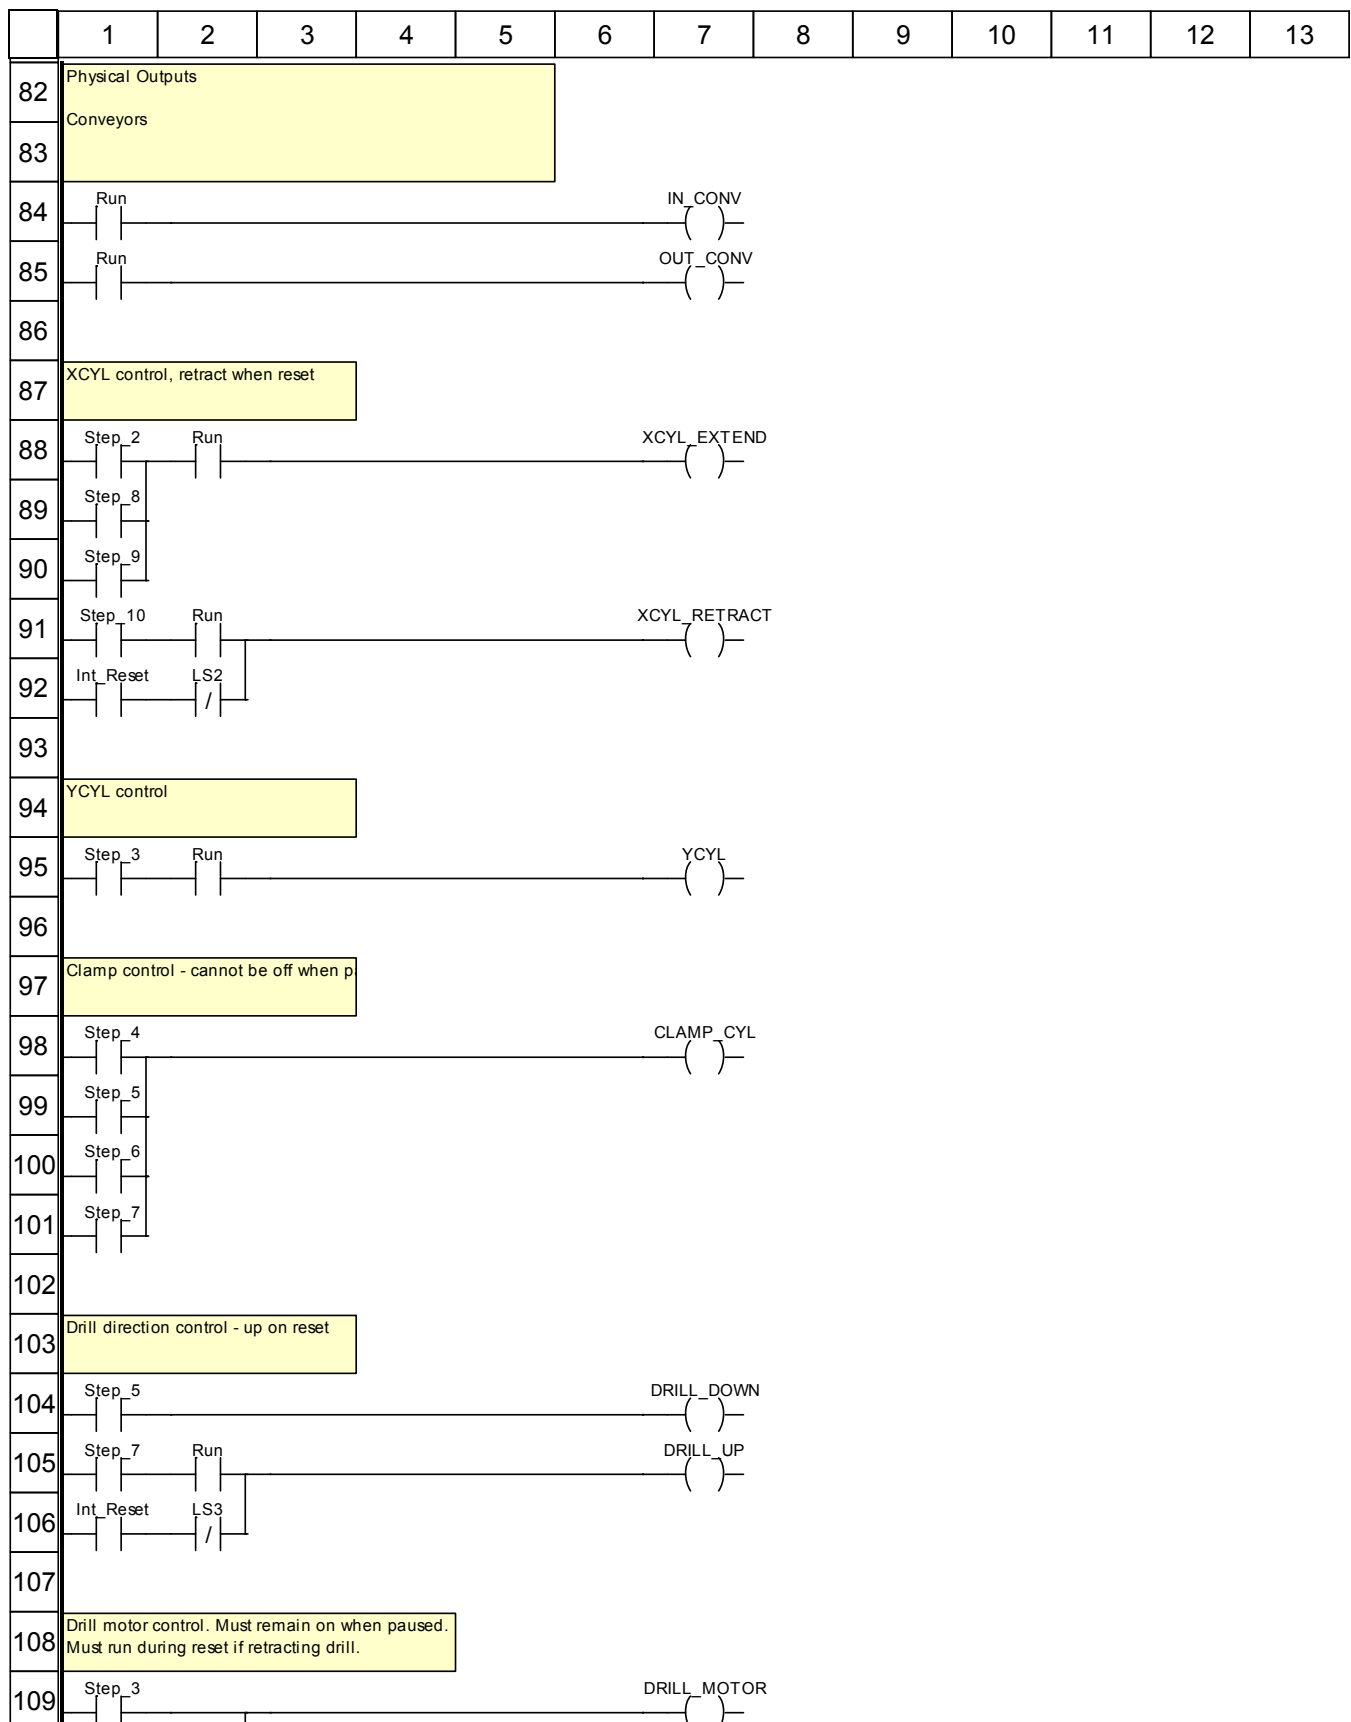 1 2 3 4 5 6 7 8 9 10 11 12 13
82 Physical Outputs
Conveyors
83
84 Run IN_CONV
85 Run OUT_CONV
86
87 XCYL control, retract when reset
88 Step_2 Run XCYL_EXTEND
89 Step_8
90 Step_9
91 Step_10 Run XCYL_RETRACT
92 Int_Reset LS2
/
93
94 YCYL control
95 Step_3 Run YCYL
96
97 Clamp control - cannot be off when p
98 Step_4 CLAMP_CYL
99 Step_5
100 Step_6
101 Step_7
102
103 Drill direction control - up on reset
104 Step_5 DRILL_DOWN
105 Step_7 Run DRILL_UP
106 Int_Reset LS3
/
107
108 Drill motor control. Must remain on when paused.
Must run during reset if retracting drill.
109 Step_3 DRILL_MOTOR